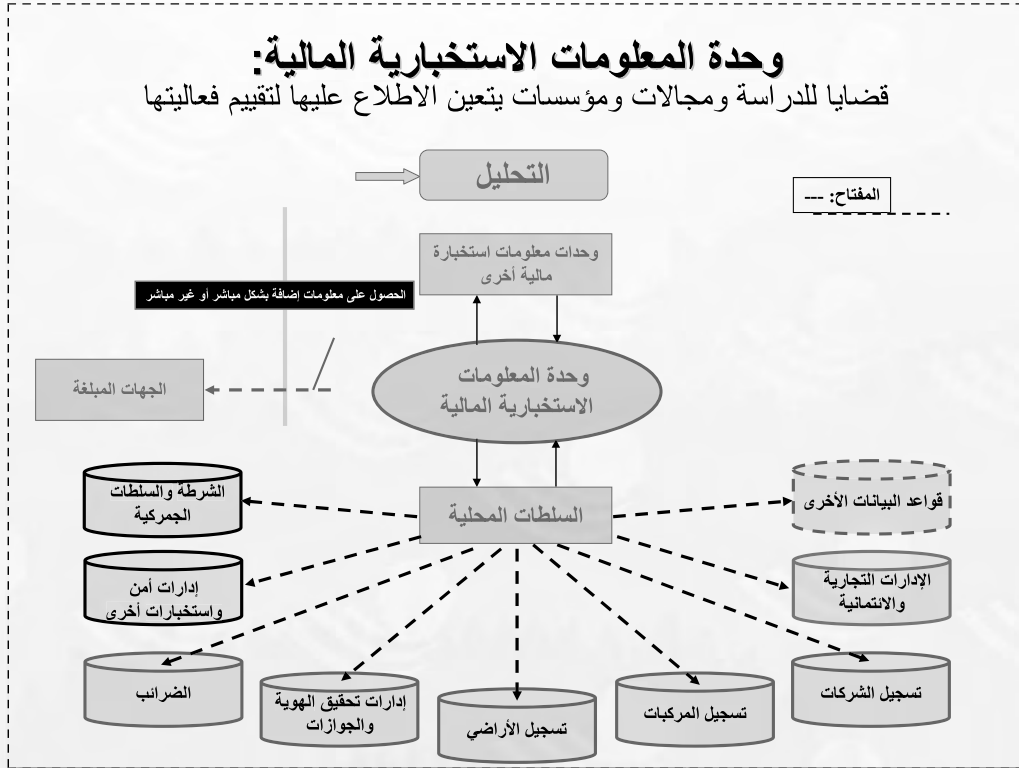 وحدة المعلومات الاستخبارية المالية:
قضايا للدراسة ومجالات ومؤسسات يتعين الاطلاع عليها لتقييم فعاليتها
التحليل
المفتاح: ---
وحدات معلومات استخبارة
مالية أخرى
الحصول على معلومات إضافة بشكل مباشر أو غير مباشر
وحدة المعلومات
الاستخبارية المالية
الجهات المبلغة
السلطات المحلية
قواعد البيانات الأخرى
الشرطة والسلطات
الجمركية
الإدارات التجارية
والائتمانية
إدارات أمن
واستخبارات أخرى
تسجيل الشركات
تسجيل المركبات
تسجيل الأراضي
إدارات تحقيق الهوية
والجوازات
الضرائب